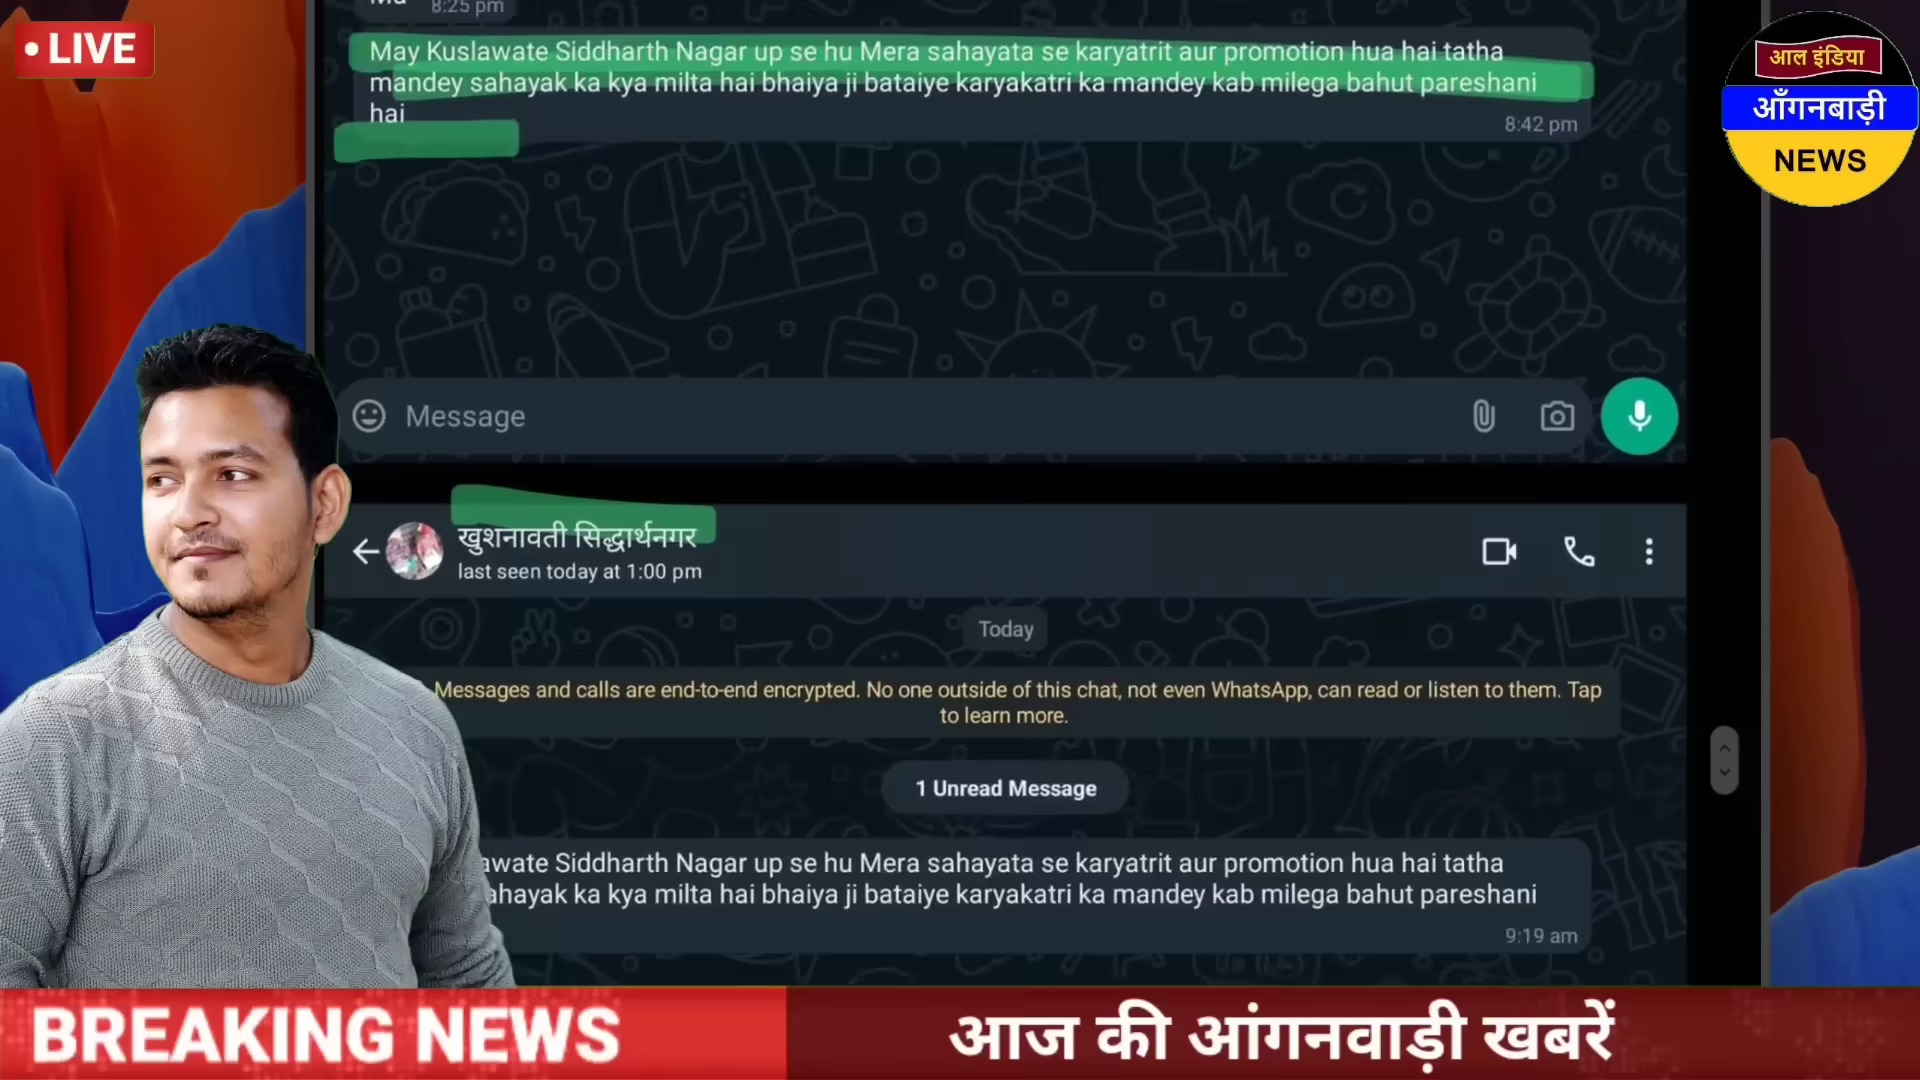 • LIVE
8:25 pm
May Kuslawate Siddharth Nagar up se hu Mera sahayata se karyatrit aur promotion hua hai tatha
mandey sahayak ka kya milta hai bhaiya ji bataiye karyakatri ka mandey kab milega bahut pareshani
hai
8:42 pm
आल इंडिया
आँगनबाड़ी
NEWS
Message
खुशनावती सिद्धार्थनगर
last seen today at 1:00 pm
Today
Messages and calls are end-to-end encrypted. No one outside of this chat, not even WhatsApp, can read or listen to them. Tap
to learn more.
1 Unread Message
awate Siddharth Nagar up se hu Mera sahayata se karyatrit aur promotion hua hai tatha
ahayak ka kya milta hai bhaiya ji bataiye karyakatri ka mandey kab milega bahut pareshani
9:19 am
BREAKING NEWS
आज की आंगनवाड़ी खबरें